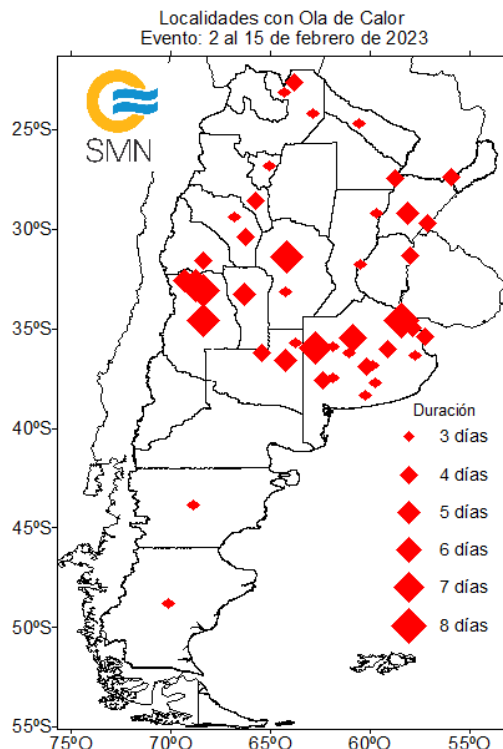 Localidades con Ola de Calor
Evento: 2 al 15 de febrero de 2023
SMN
25ºS
30ºS
35ºS
40ºS
45ºS
50ºS
55ºS
Duración
3 días
4 días
5 días
6 días
7 días
8 días
75ºO
70ºO
65ºO
60ºO
55ºO